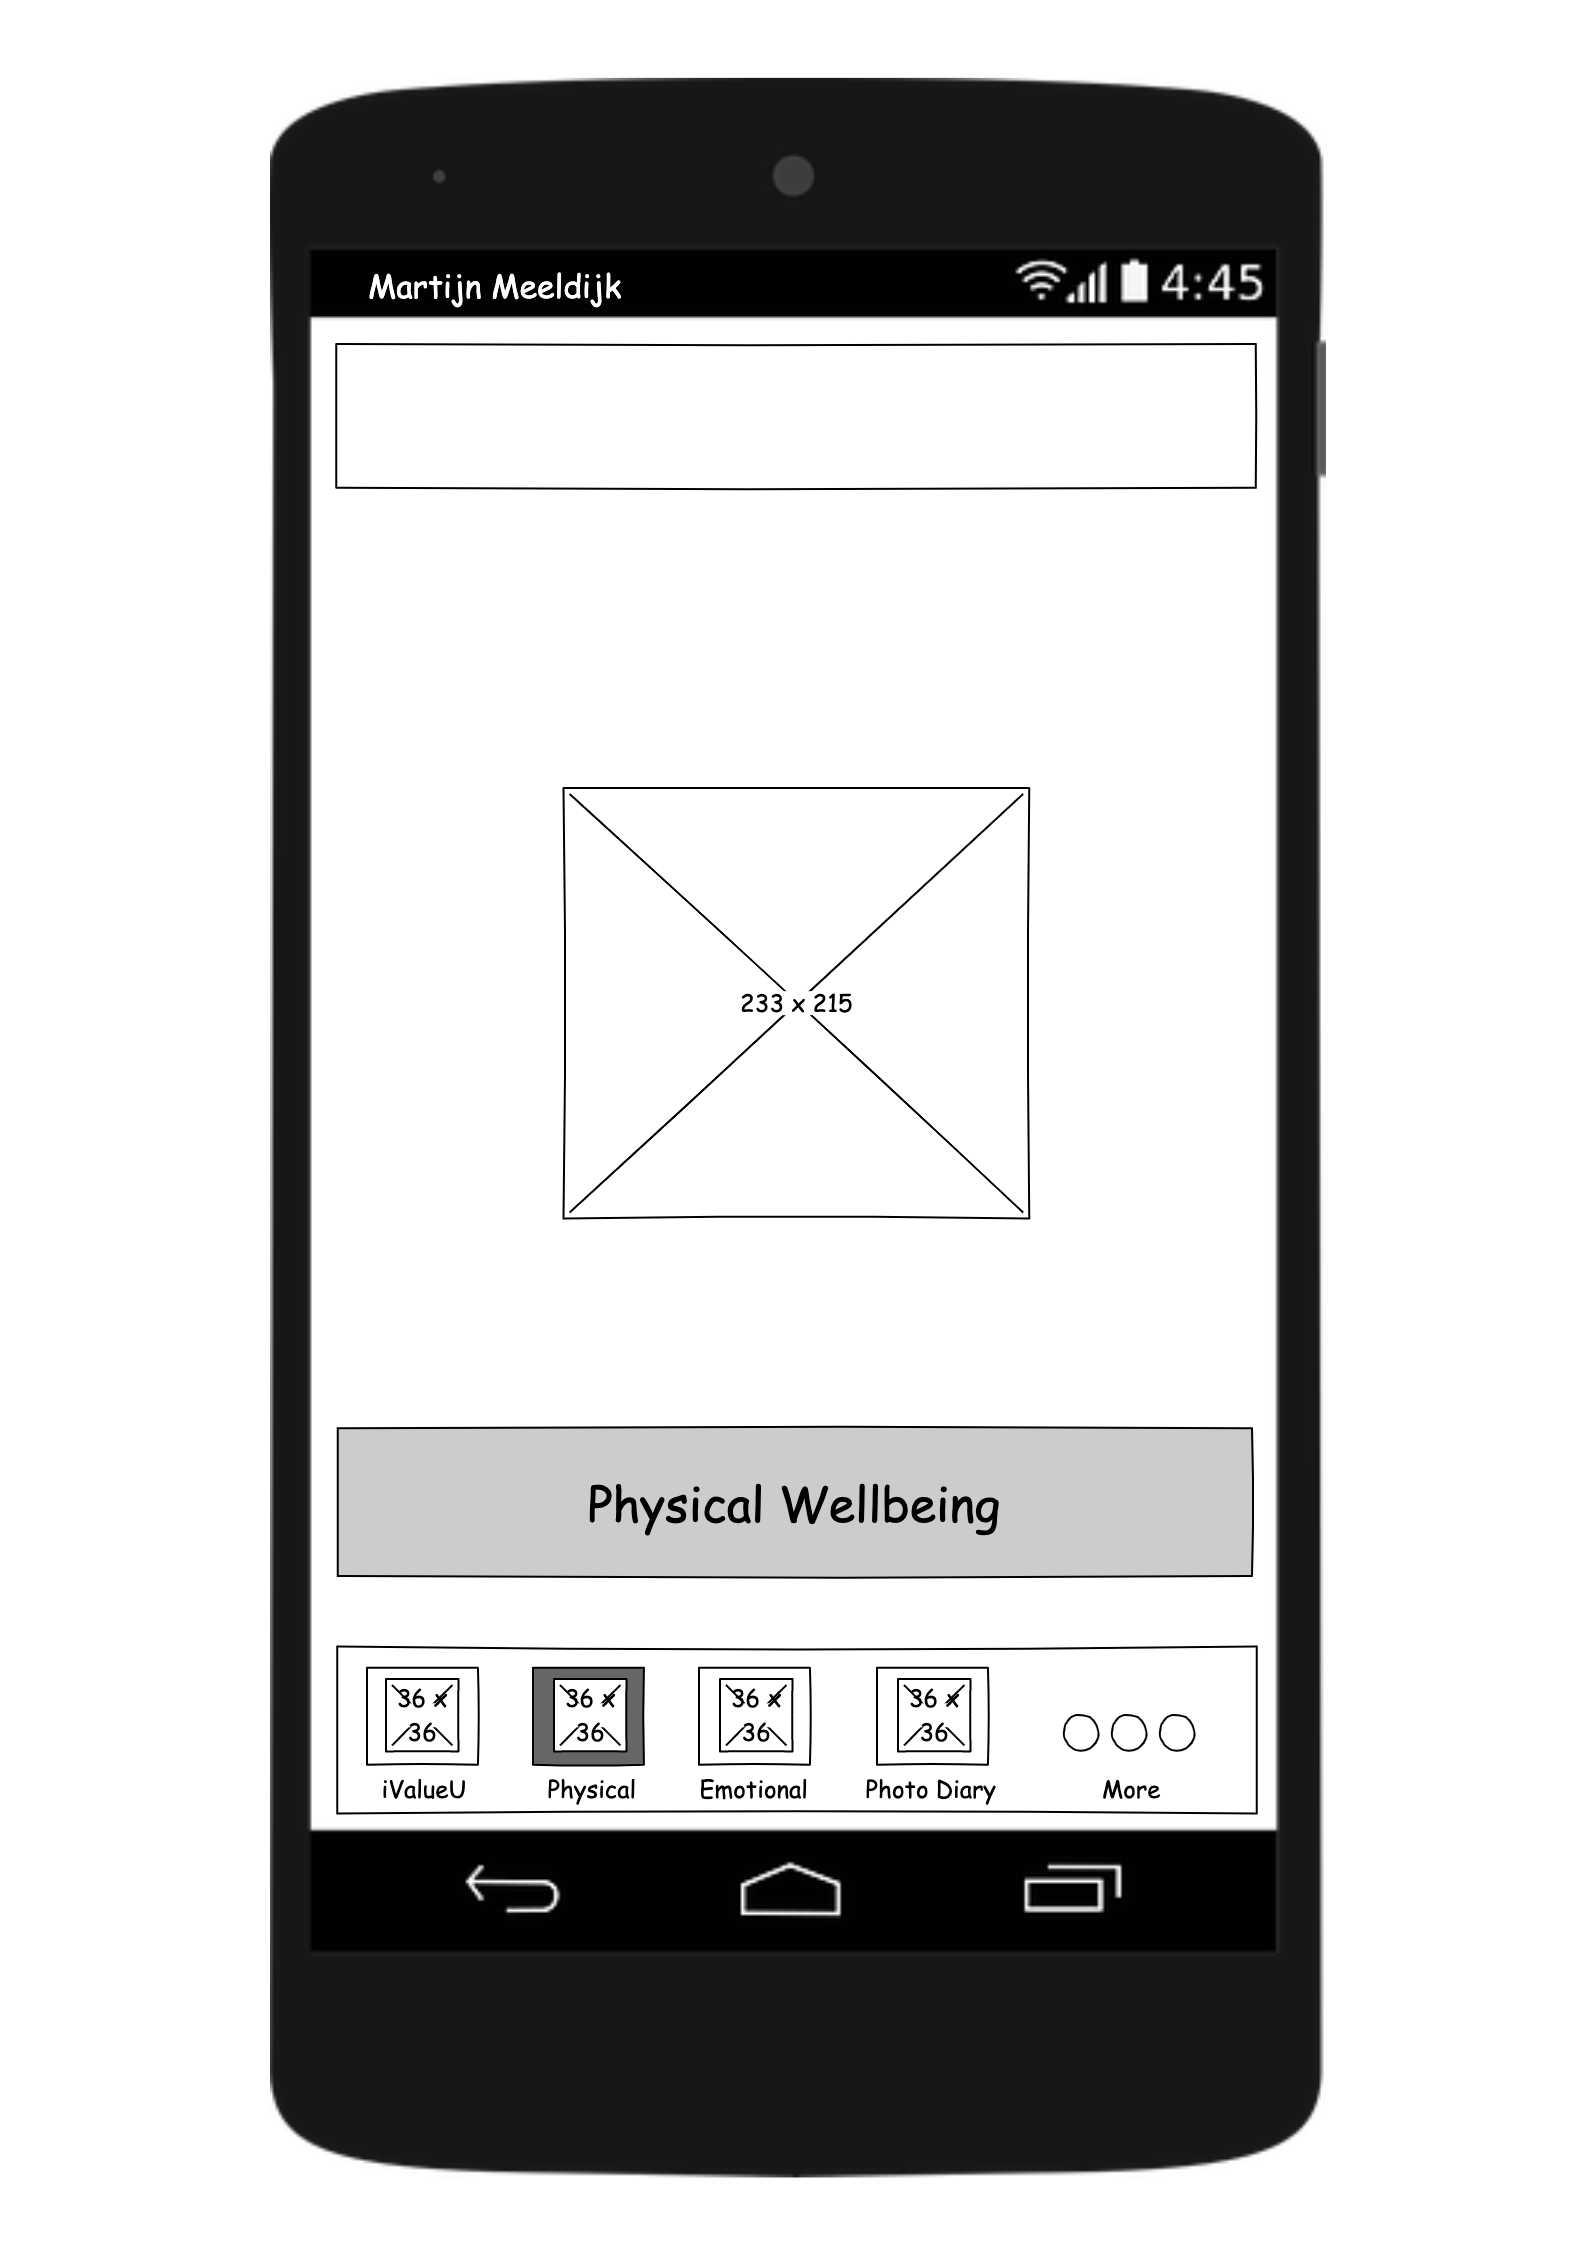 Martijn Meeldijk 4:45
233 x 215
Physical Wellbeing
36 x 36 x 36 x 36 x
36 36 36 36
iValueU Physical Emotional Photo Diary More